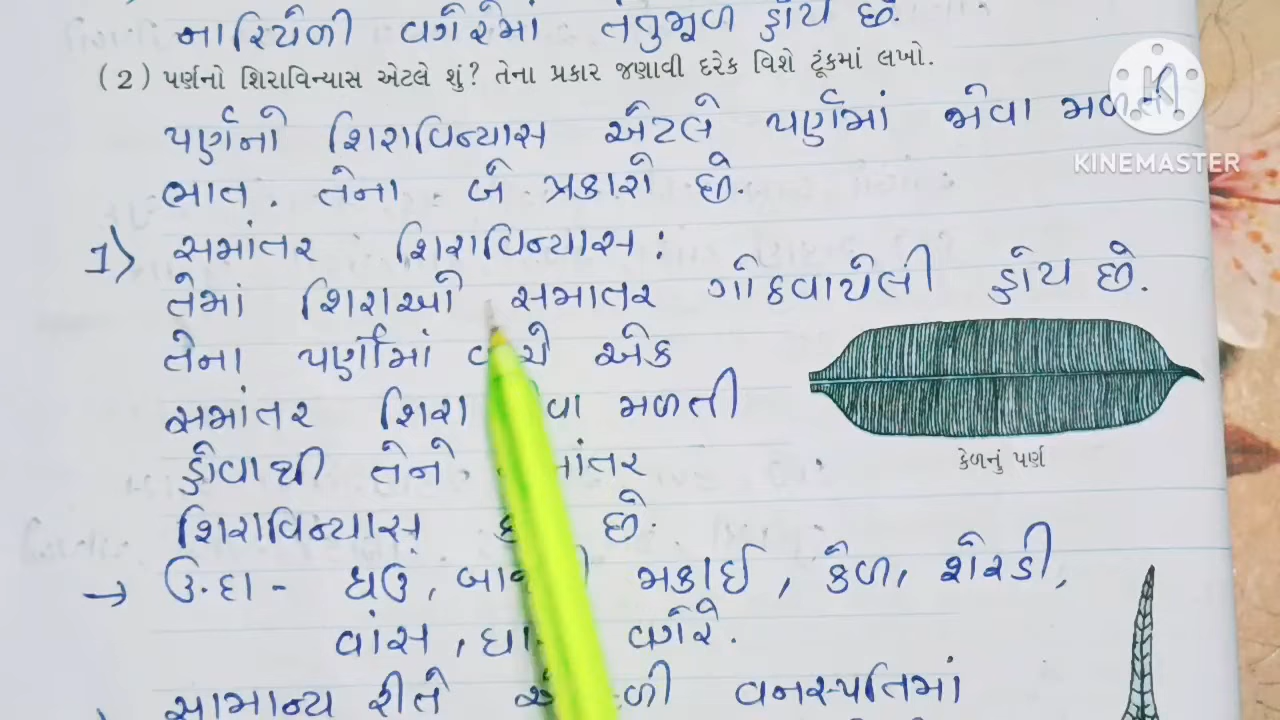 નારિયેળી વગેરેમાં તંતુમૂળ હોય છે.
(2) પર્ણનો શિરાવિન્યાસ એટલે શું? તેના પ્રકાર જણાવી દરેક વિશે ટૂંકમાં લખો.
પર્ણનો શિરાવિન્યાસ એટલે પર્ણમાં જોવા મળતી
KINEMASTER
ભાત. તેના બે પ્રકારો છે.
1) સમાંતર શિરાવિન્યાસ:
તેમાં શિરાઓ સમાતર ગોઠવાયેલી હોય છે.
તેના પર્ણોમાં એક
સમાંતર શિરા મળતી
હોવાથી તેને
શિરાવિન્યાસ છે.
કેળનું પર્ણ
→ ઉ.દા - ઘઉં, મકાઈ, કેળ, શેરડી,
વાંસ, વગેરે.
સામાન્ય રીતે વનસ્પતિમાં